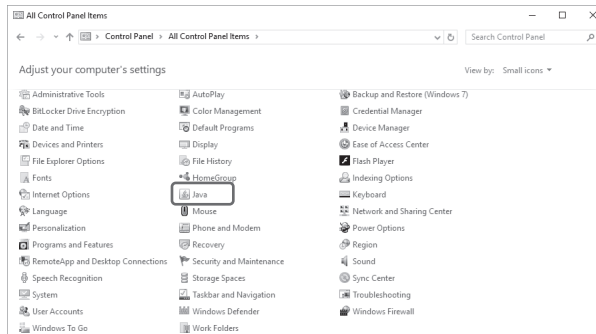 All Control Panel Items
Control Panel > All Control Panel Items >
Search Control Panel
Adjust your computer's settings
View by: Small icons
Administrative Tools
AutoPlay
Backup and Restore (Windows 7)
BitLocker Drive Encryption
Color Management
Credential Manager
Date and Time
Default Programs
Device Manager
Devices and Printers
Display
Ease of Access Center
File Explorer Options
File History
Flash Player
Fonts
HomeGroup
Indexing Options
Internet Options
Java
Keyboard
Language
Mouse
Network and Sharing Center
Personalization
Phone and Modem
Power Options
Programs and Features
Recovery
Region
RemoteApp and Desktop Connections
Security and Maintenance
Sound
Speech Recognition
Storage Spaces
Sync Center
System
Taskbar and Navigation
Troubleshooting
User Accounts
Windows Defender
Windows Firewall
Windows To Go
Work Folders